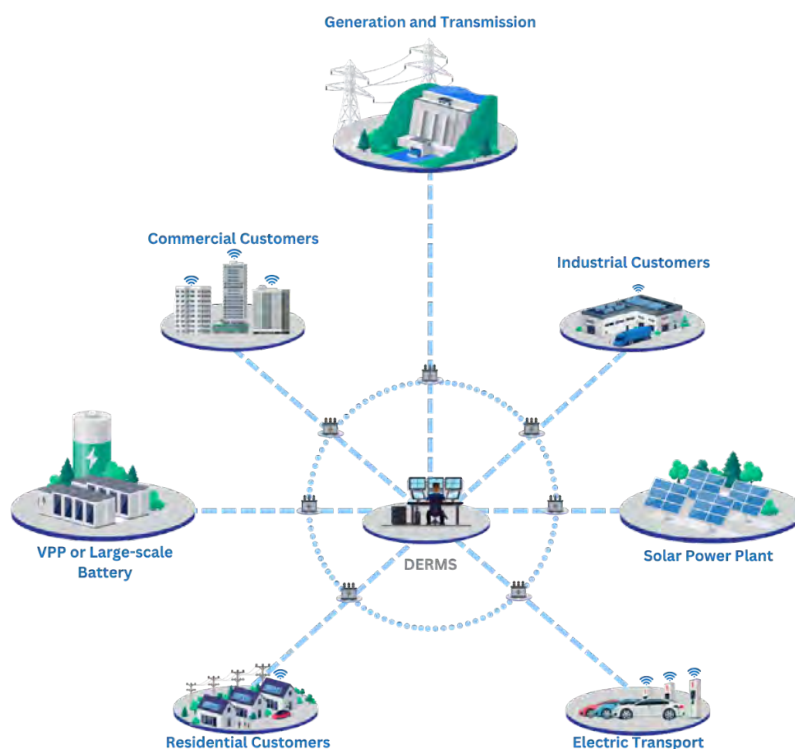 Generation and Transmission
Commercial Customers
Industrial Customers
VPP or Large-scale
Battery
DERMS
Solar Power Plant
Residential Customers
Electric Transport